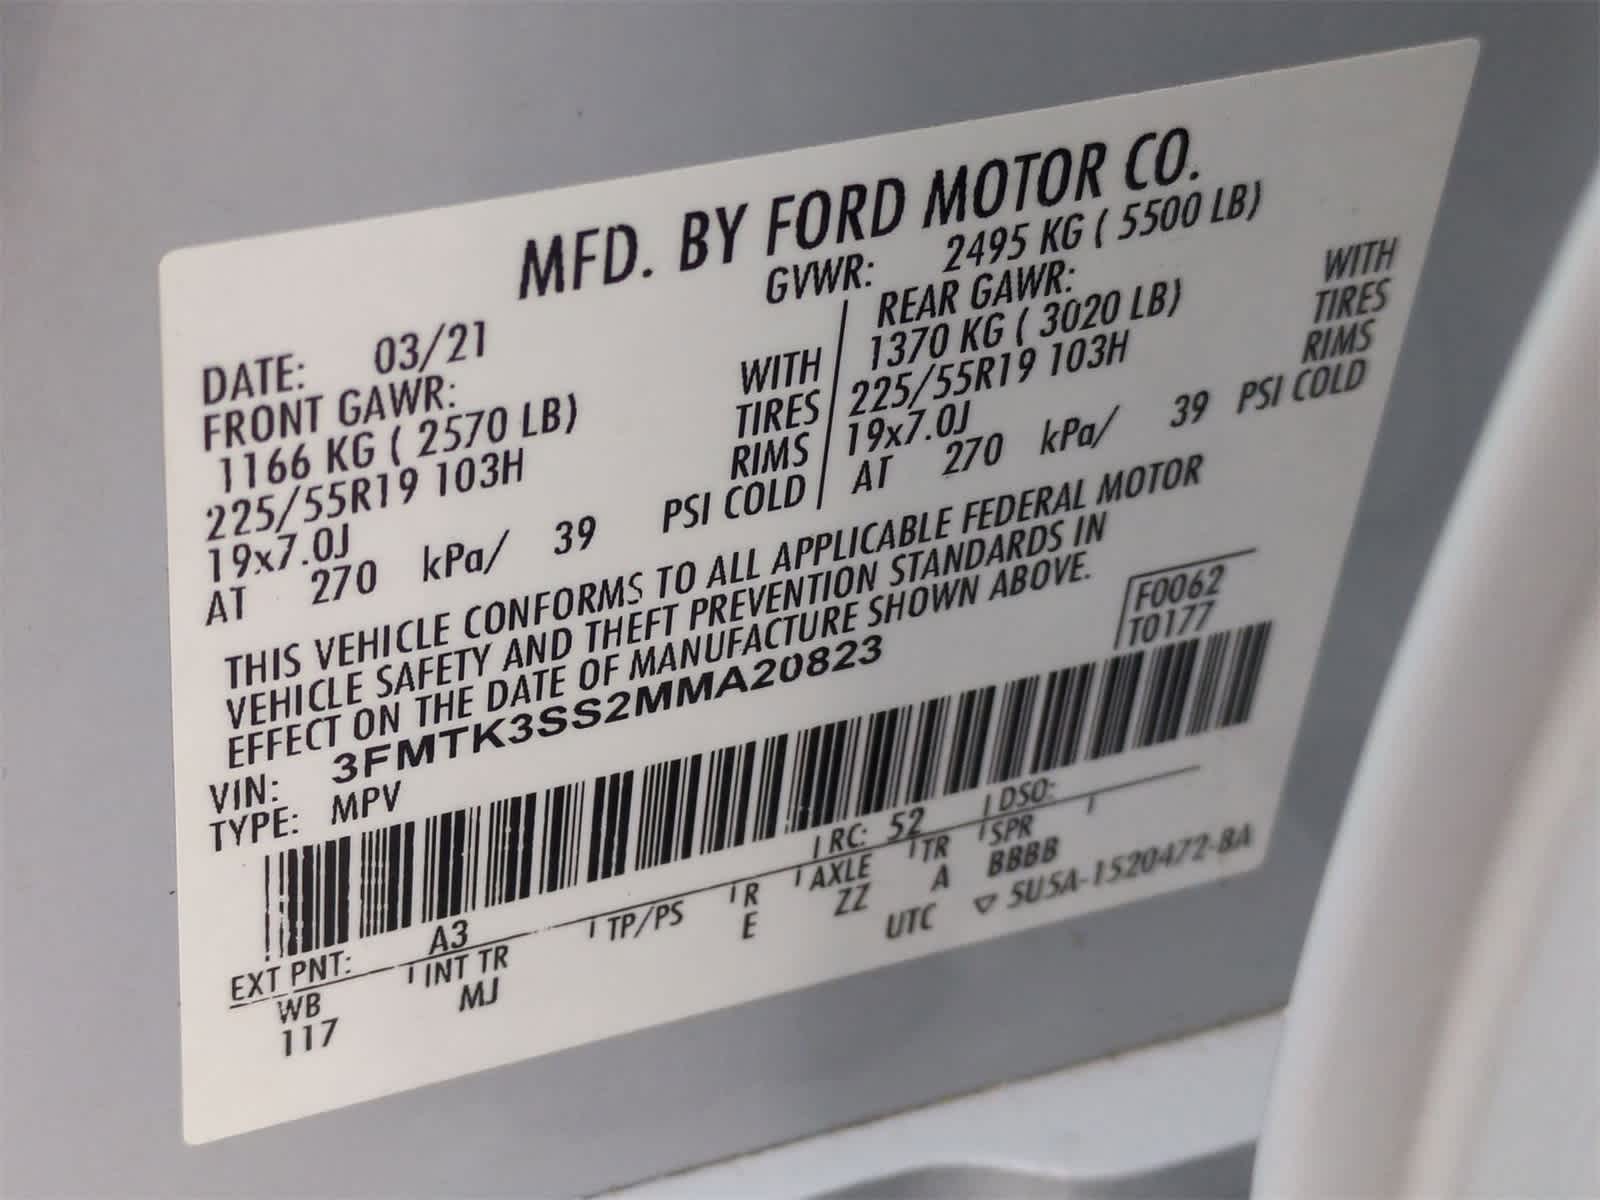 MFD. BY FORD MOTOR CO.
DATE: 03/21 GVWR: 2495 KG ( 5500 LB)
FRONT GAWR: REAR GAWR:
1166 KG ( 2570 LB) WITH 1370 KG ( 3020 LB) WITH
225/55R19 103H TIRES 225/55R19 103H TIRES
19x7.0J RIMS 19x7.0J RIMS
AT 270 kPa/ 39 PSI COLD AT 270 kPa/ 39 PSI COLD
THIS VEHICLE CONFORMS TO ALL APPLICABLE FEDERAL MOTOR
VEHICLE SAFETY AND THEFT PREVENTION STANDARDS IN
EFFECT ON THE DATE OF MANUFACTURE SHOWN ABOVE.
VIN: 3FMTK3SS2MMA20823 F0062
TYPE: MPV T0177
EXT PNT: A3 RC: 52 DSO:
WB INT TR TP/PS R AXLE TR SPR
117 MJ E ZZ A BBBB
UTC ▽ 5U5A-1520472-BA